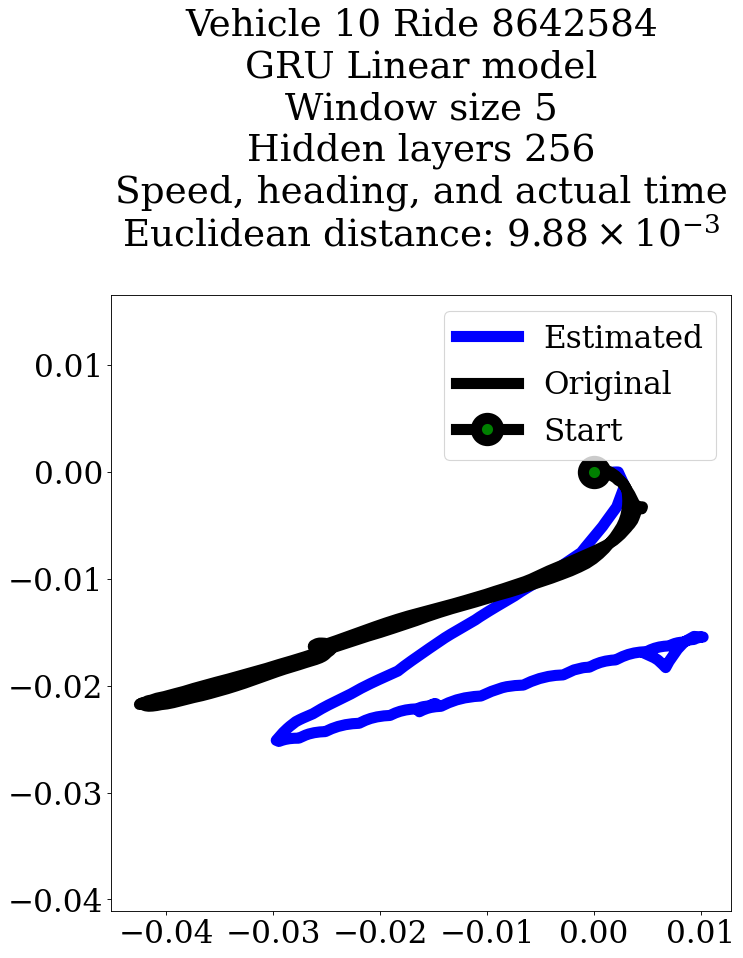 Vehicle 10 Ride 8642584
GRU Linear model
Window size 5
Hidden layers 256
Speed, heading, and actual time
Euclidean distance: 9.88 × 10⁻³
Estimated
Original
Start
0.01
0.00
−0.01
−0.02
−0.03
−0.04
−0.04 −0.03 −0.02 −0.01 0.00 0.01